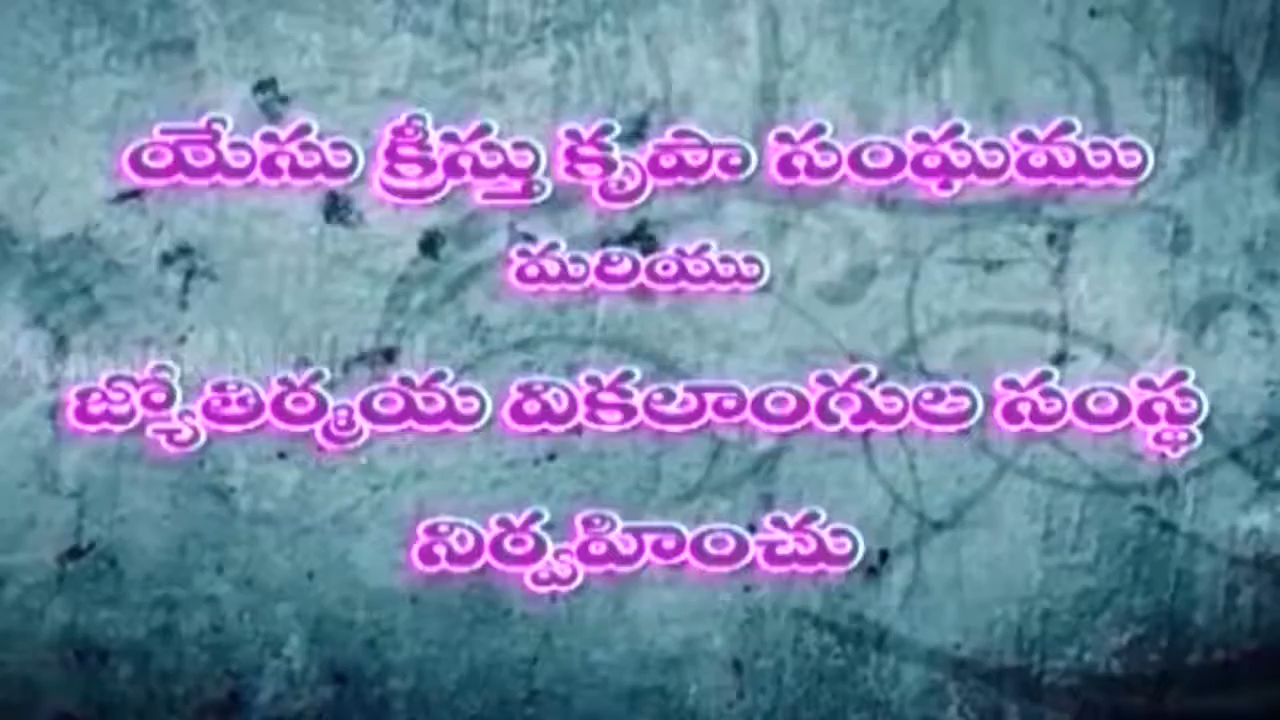 యేసు క్రీస్తు కృపా సంఘము
మరియు
జ్యోతిర్మయ వికలాంగుల సంస్థ
నిర్వహించు